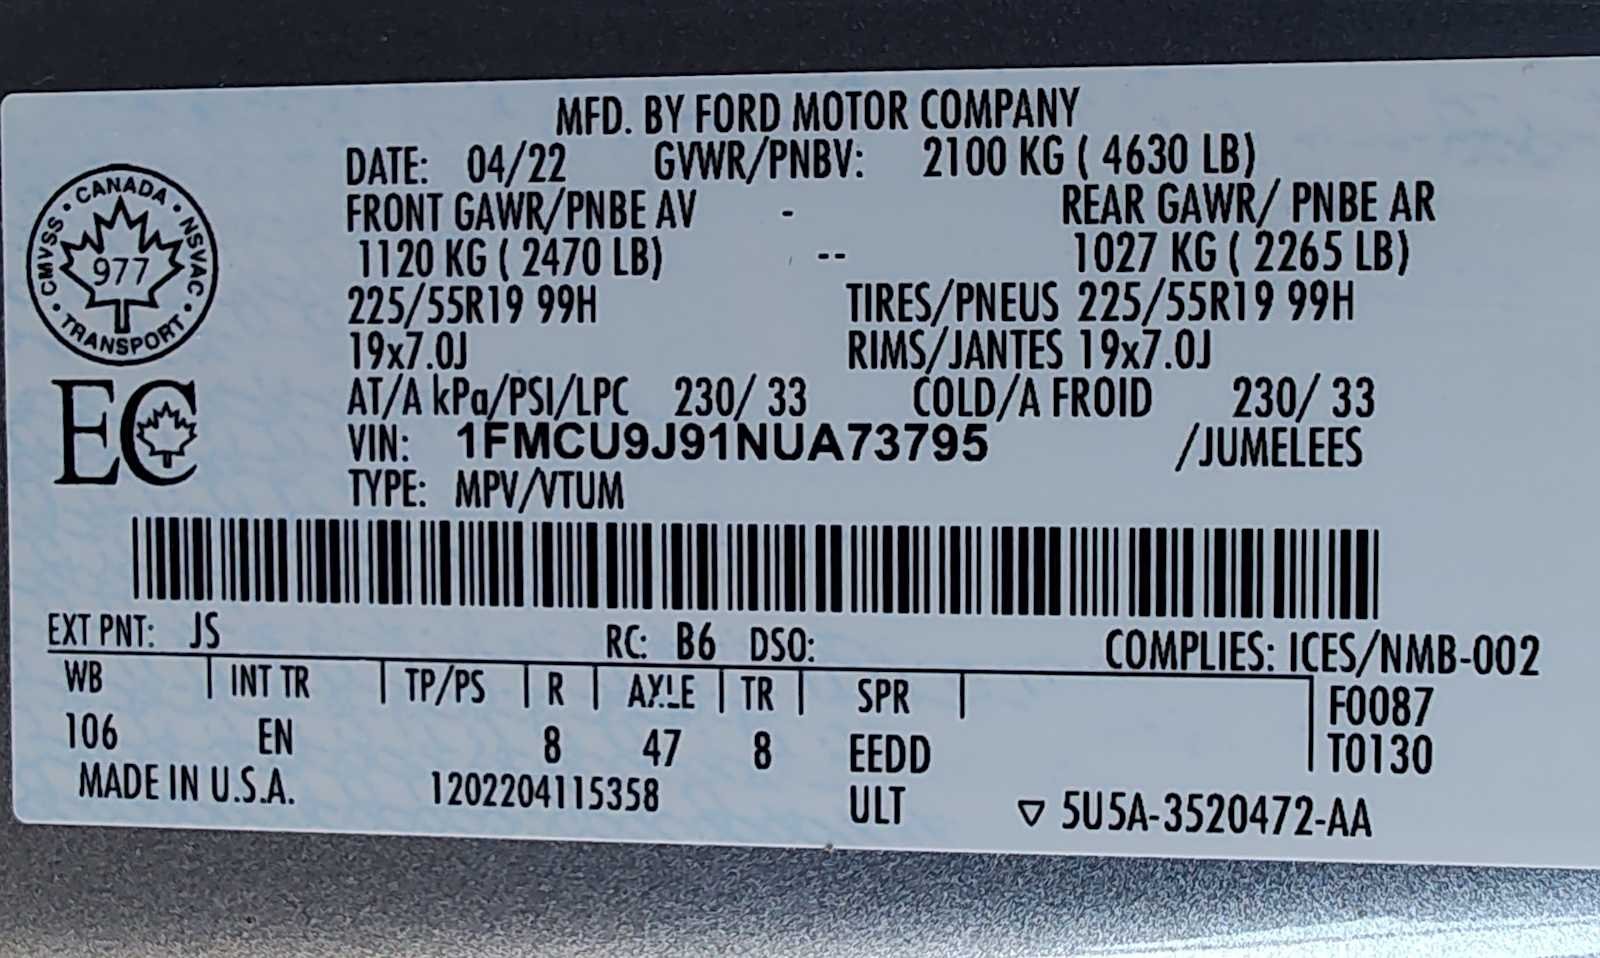 MFD. BY FORD MOTOR COMPANY
DATE: 04/22 GVWR/PNBV: 2100 KG ( 4630 LB)
FRONT GAWR/PNBE AV - REAR GAWR/ PNBE AR
1120 KG ( 2470 LB) -- 1027 KG ( 2265 LB)
225/55R19 99H TIRES/PNEUS 225/55R19 99H
19x7.0J RIMS/JANTES 19x7.0J
AT/A kPa/PSI/LPC 230/ 33 COLD/A FROID 230/ 33
VIN: 1FMCU9J91NUA73795 /JUMELEES
TYPE: MPV/VTUM
CMVSS • CANADA • NSVAC • TRANSPORT •
977
EC
EXT PNT: JS RC: B6 DSO: COMPLIES: ICES/NMB-002
WB | INT TR | TP/PS | R | AXLE | TR | SPR | F0087
106 EN 8 47 8 EEDD T0130
MADE IN U.S.A. 1202204115358 ULT ▽ 5U5A-3520472-AA